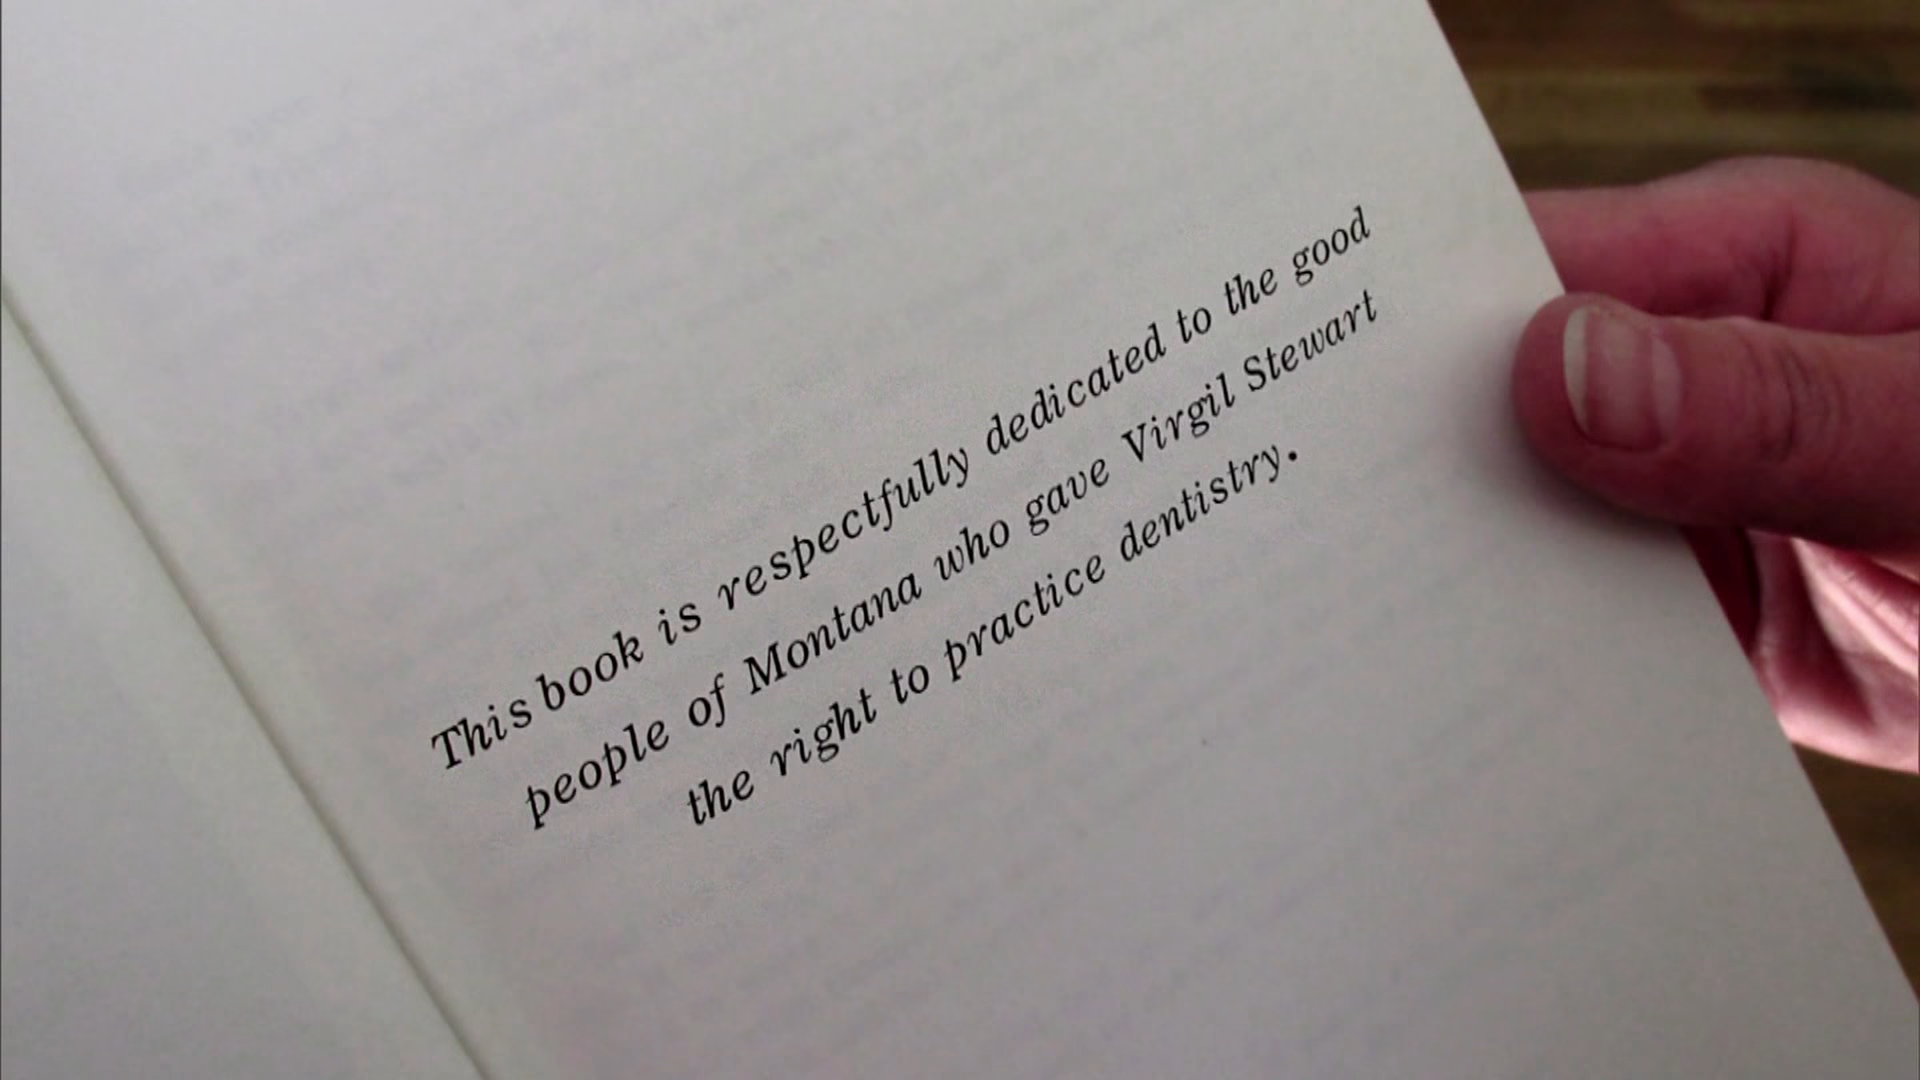 This book is respectfully dedicated to the good
people of Montana who gave Virgil Stewart
the right to practice dentistry.